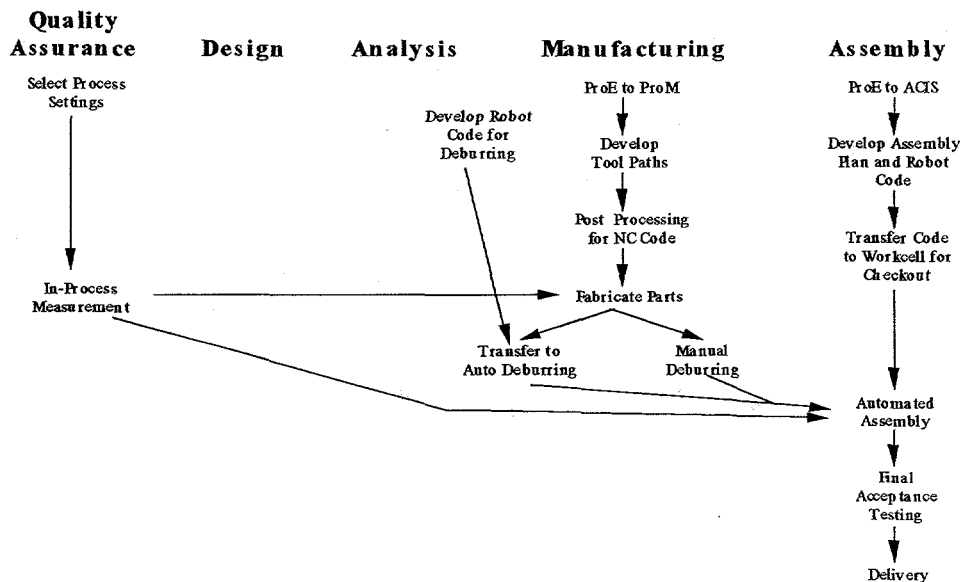 Quality
Assurance
Design
Analysis
Manufacturing
Assembly
Select Process
Settings
In-Process
Measurement
Develop Robot
Code for
Deburring
ProE to ProM
Develop
Tool Paths
Post Processing
for NC Code
Fabricate Parts
Transfer to
Auto Deburring
Manual
Deburring
ProE to ACIS
Develop Assembly
Plan and Robot
Code
Transfer Code
to Workcell for
Checkout
Automated
Assembly
Final
Acceptance
Testing
Delivery